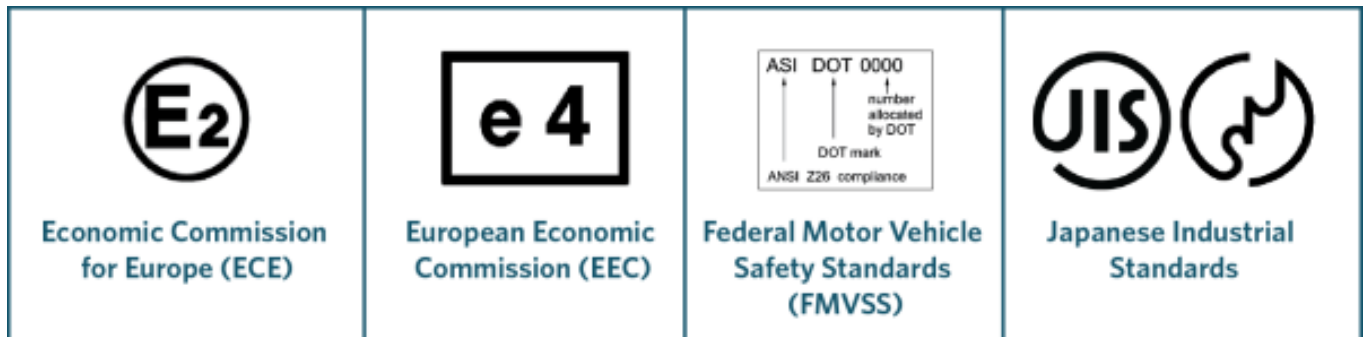 E2
Economic Commission
for Europe (ECE)
e 4
European Economic
Commission (EEC)
ASI DOT 0000
number
allocated
by DOT
DOT mark
ANSI Z26 compliance
Federal Motor Vehicle
Safety Standards
(FMVSS)
JIS
Japanese Industrial
Standards